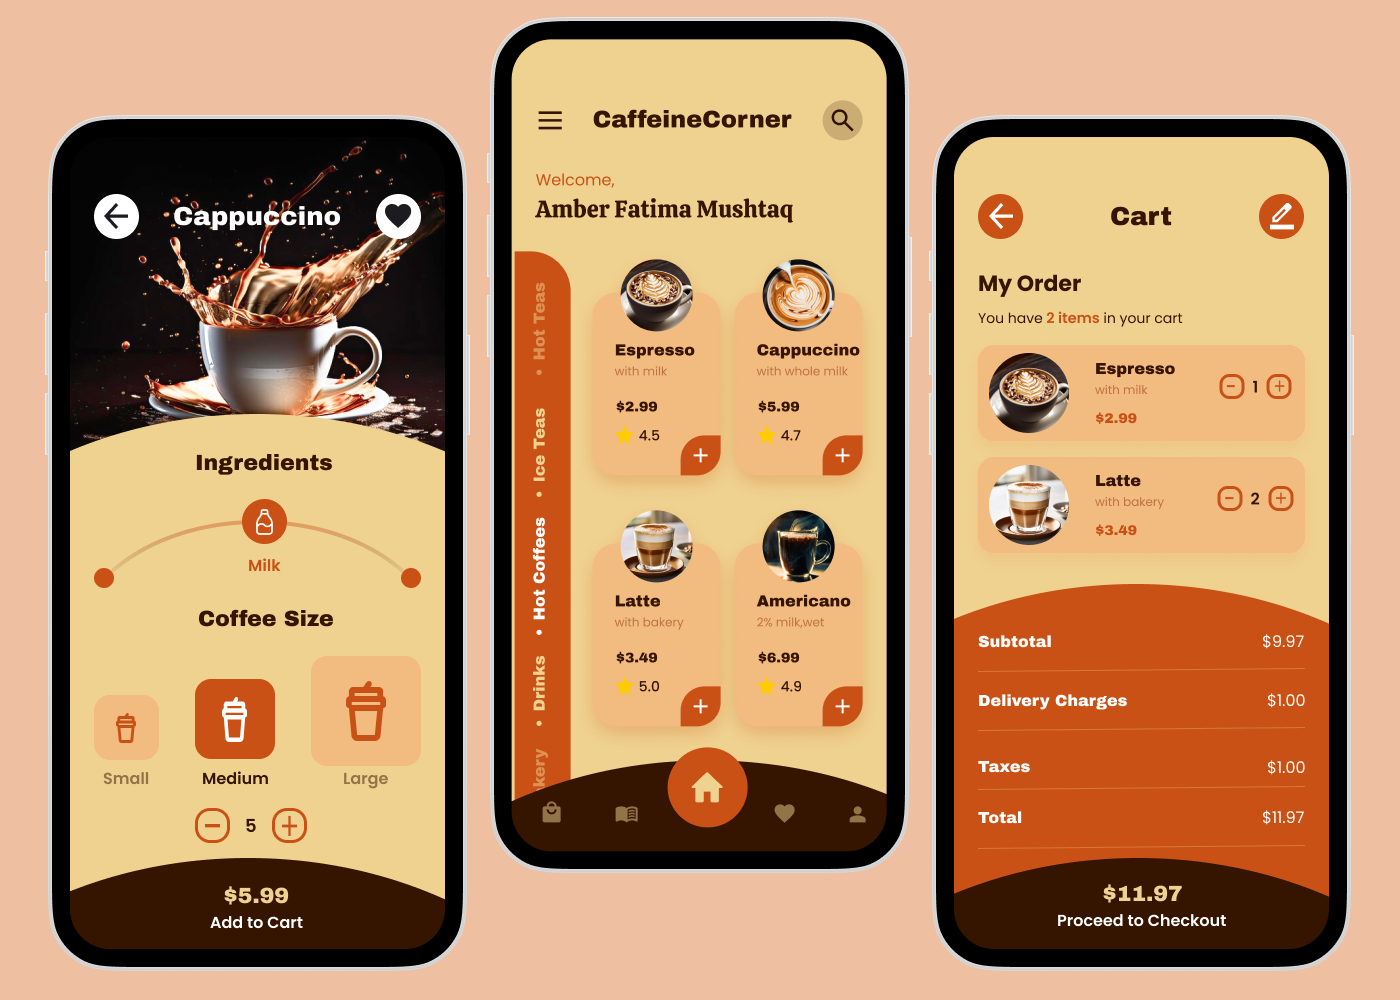 Cappuccino
Ingredients
Milk
Coffee Size
Small
Medium
Large
5
$5.99
Add to Cart
CaffeineCorner
Welcome,
Amber Fatima Mushtaq
• Hot Teas
• Ice Teas
• Hot Coffees
• Drinks
kery
Espresso
with milk
$2.99
4.5
Cappuccino
with whole milk
$5.99
4.7
Latte
with bakery
$3.49
5.0
Americano
2% milk,wet
$6.99
4.9
Cart
My Order
You have 2 items in your cart
Espresso
with milk
$2.99
1
Latte
with bakery
$3.49
2
Subtotal $9.97
Delivery Charges $1.00
Taxes $1.00
Total $11.97
$11.97
Proceed to Checkout